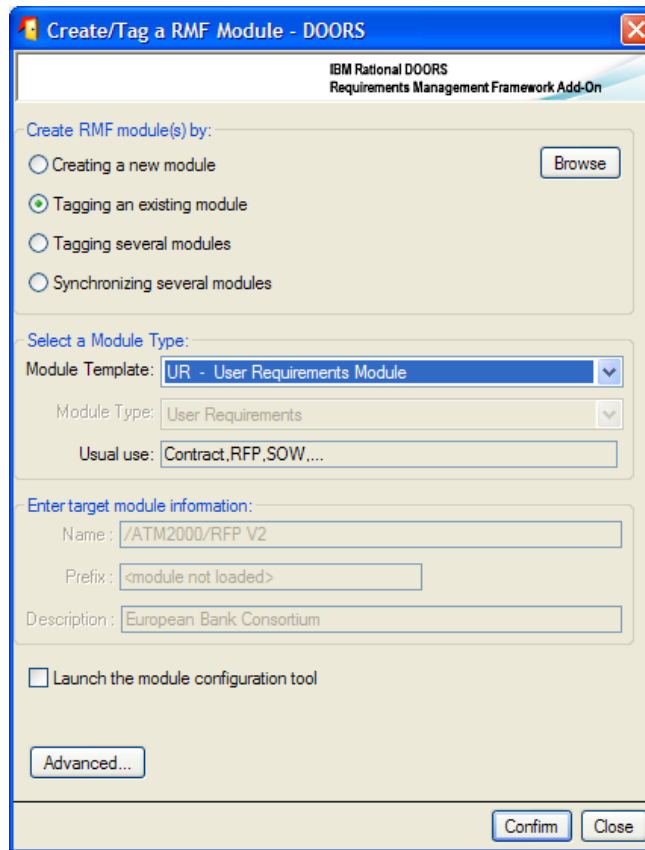 Create/Tag a RMF Module - DOORS
IBM Rational DOORS
Requirements Management Framework Add-On
Create RMF module(s) by:
Creating a new module
Browse
Tagging an existing module
Tagging several modules
Synchronizing several modules
Select a Module Type:
Module Template: UR - User Requirements Module
Module Type: User Requirements
Usual use: Contract,RFP,SOW,...
Enter target module information:
Name : /ATM2000/RFP V2
Prefix : <module not loaded>
Description : European Bank Consortium
Launch the module configuration tool
Advanced...
Confirm Close